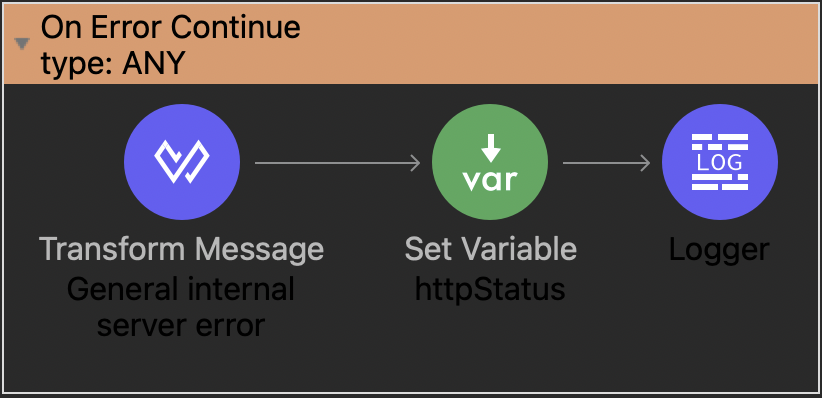 On Error Continue
type: ANY
var
LOG
Transform Message
Set Variable
Logger
General internal
server error
httpStatus